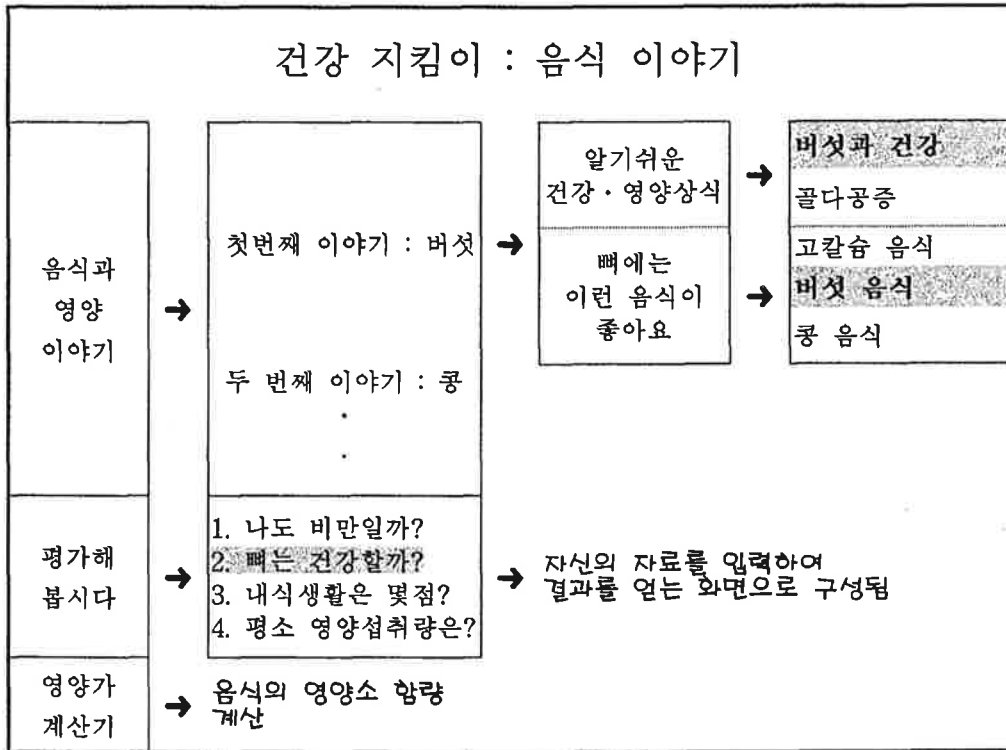 건강 지킴이 : 음식 이야기
음식과
영양
이야기
➔
첫번째 이야기 : 버섯
➔
알기쉬운
건강 · 영양상식
➔
버섯과 건강
골다공증
뼈에는
이런 음식이
좋아요
➔
고칼슘 음식
버섯 음식
콩 음식
두 번째 이야기 : 콩
·
·
평가해
봅시다
➔
1. 나도 비만일까?
2. 뼈는 건강할까?
3. 내식생활은 몇점?
4. 평소 영양섭취량은?
➔
자신의 자료를 입력하여
결과를 얻는 화면으로 구성됨
영양가
계산기
➔
음식의 영양소 함량
계산